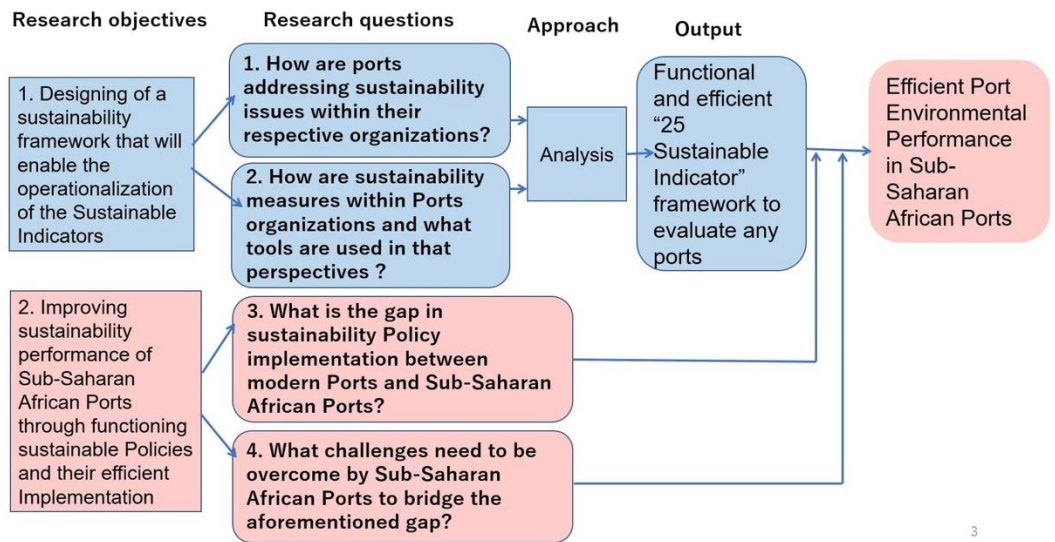 Research objectives
Research questions
Approach
Output
1. Designing of a
sustainability
framework that will
enable the
operationalization
of the Sustainable
Indicators
1. How are ports
addressing sustainability
issues within their
respective organizations?
2. How are sustainability
measures within Ports
organizations and what
tools are used in that
perspectives ?
Analysis
Functional
and efficient
“25
Sustainable
Indicator”
framework to
evaluate any
ports
Efficient Port
Environmental
Performance
in Sub-
Saharan
African Ports
2. Improving
sustainability
performance of
Sub-Saharan
African Ports
through functioning
sustainable Policies
and their efficient
Implementation
3. What is the gap in
sustainability Policy
implementation between
modern Ports and Sub-Saharan
African Ports?
4. What challenges need to be
overcome by Sub-Saharan
African Ports to bridge the
aforementioned gap?
3